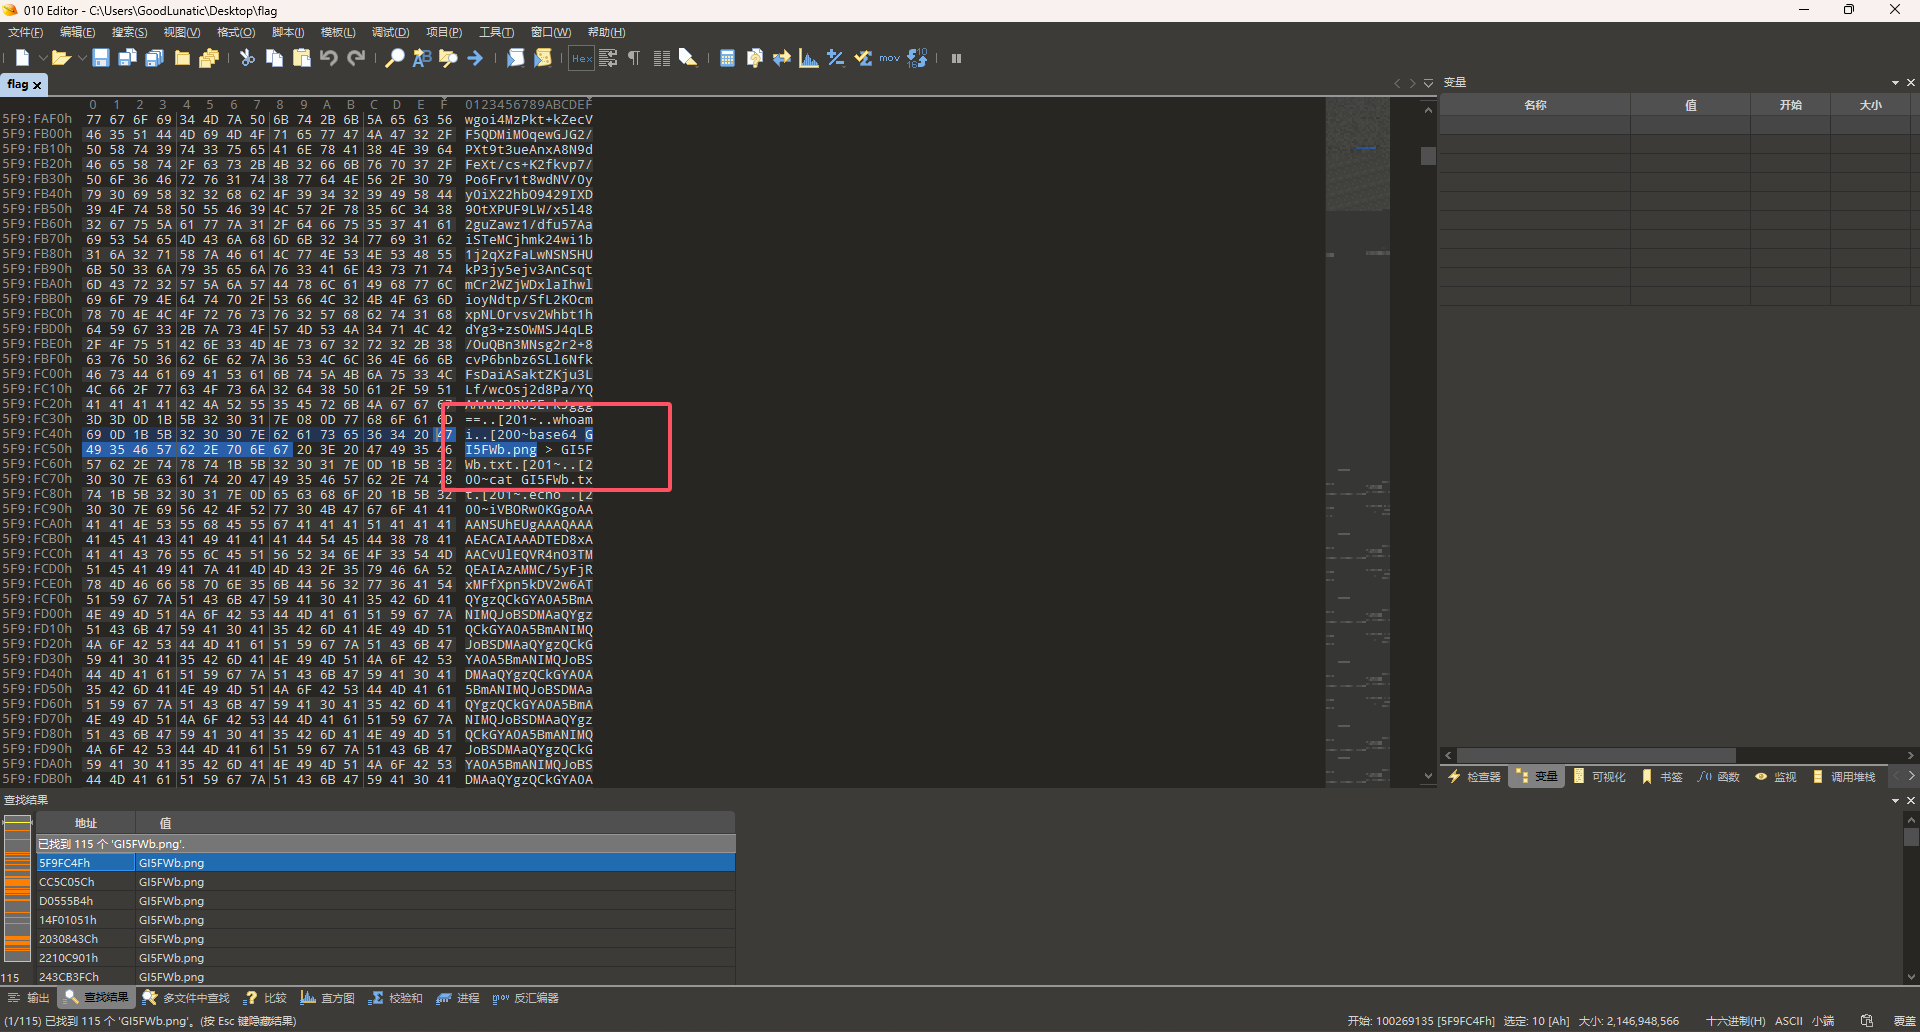 010 Editor - C:\Users\GoodLunatic\Desktop\flag
文件(F) 编辑(E) 搜索(S) 视图(V) 格式(O) 脚本(I) 模板(L) 调试(D) 项目(P) 工具(T) 窗口(W) 帮助(H)
flag
变量
0 1 2 3 4 5 6 7 8 9 A B C D E F 0123456789ABCDEF
名称 值 开始 大小
5F9:FAF0h 77 67 6F 69 34 4D 7A 50 6B 74 2B 6B 5A 65 63 56 wgoi4MzPkt+kZecV
5F9:FB00h 46 35 51 44 4D 69 4D 4F 71 65 77 47 4A 47 32 2F F5QDMiMOqewGJG2/
5F9:FB10h 50 58 74 39 74 33 75 65 41 6E 78 41 38 4E 39 64 PXt9t3ueAnxA8N9d
5F9:FB20h 46 65 58 74 2F 63 73 2B 4B 32 66 6B 76 70 37 2F FeXt/cs+K2fkvp7/
5F9:FB30h 50 6F 36 46 72 76 31 74 38 77 64 4E 56 2F 30 79 Po6Frv1t8wdNV/0y
5F9:FB40h 79 30 69 58 32 32 68 62 4F 39 34 32 39 49 58 44 y0iX22hbO9429IXD
5F9:FB50h 39 4F 74 58 50 55 46 39 4C 57 2F 78 35 6C 34 38 9OtXPUF9LW/x5l48
5F9:FB60h 32 67 75 5A 61 77 7A 31 2F 64 66 75 35 37 41 61 2guZawz1/dfu57Aa
5F9:FB70h 69 53 54 65 4D 43 6A 68 6D 6B 32 34 77 69 31 62 iSTeMCjhmk24wi1b
5F9:FB80h 31 6A 32 71 58 7A 46 61 4C 77 4E 53 4E 53 48 55 1j2qXzFaLwNSNSHU
5F9:FB90h 6B 50 33 6A 79 35 65 6A 76 33 41 6E 43 73 71 74 kP3jy5ejv3AnCsqt
5F9:FBA0h 6D 43 72 32 57 5A 6A 57 44 78 6C 61 49 68 77 6C mCr2WZjWDxlaIhwl
5F9:FBB0h 69 6F 79 4E 64 74 70 2F 53 66 4C 32 4B 4F 63 6D ioyNdtp/SfL2KOcm
5F9:FBC0h 78 70 4E 4C 4F 72 76 73 76 32 57 68 62 74 31 68 xpNLOrvsv2Whbt1h
5F9:FBD0h 64 59 67 33 2B 7A 73 4F 57 4D 53 4A 34 71 4C 42 dYg3+zsOWMSJ4qLB
5F9:FBE0h 2F 4F 75 51 42 6E 33 4D 4E 73 67 32 72 32 2B 38 /OuQBn3MNsg2r2+8
5F9:FBF0h 63 76 50 36 62 6E 62 7A 36 53 4C 6C 36 4E 66 6B cvP6bnbz6SLl6Nfk
5F9:FC00h 46 73 44 61 69 41 53 61 6B 74 5A 4B 6A 75 33 4C FsDaiASaktZKju3L
5F9:FC10h 4C 66 2F 77 63 4F 73 6A 32 64 38 50 61 2F 59 51 Lf/wcOsj2d8Pa/YQ
5F9:FC20h 41 41 41 41 42 4A 52 55 35 45 72 6B 4A 67 67 67 AAAABJRU5ErkJggg
5F9:FC30h 3D 3D 0D 1B 5B 32 30 31 7E 08 0D 77 68 6F 61 6D ==..[201~..whoam
5F9:FC40h 69 0D 1B 5B 32 30 30 7E 62 61 73 65 36 34 20 47 i..[200~base64 G
5F9:FC50h 49 35 46 57 62 2E 70 6E 67 20 3E 20 47 49 35 46 I5FWb.png > GI5F
5F9:FC60h 57 62 2E 74 78 74 1B 5B 32 30 31 7E 0D 1B 5B 32 Wb.txt.[201~..[2
5F9:FC70h 30 30 7E 63 61 74 20 47 49 35 46 57 62 2E 74 78 00~cat GI5FWb.tx
5F9:FC80h 74 1B 5B 32 30 31 7E 0D 65 63 68 6F 20 1B 5B 32 t.[201~.echo .[2
5F9:FC90h 30 30 7E 69 56 42 4F 52 77 30 4B 47 67 6F 41 41 00~iVBORw0KGgoAA
5F9:FCA0h 41 41 4E 53 55 68 45 55 67 41 41 41 51 41 41 41 AANSUhEUgAAAQAAA
5F9:FCB0h 41 45 41 43 41 49 41 41 41 44 54 45 44 38 78 41 AEACAIAAADTED8xA
5F9:FCC0h 41 41 43 76 55 6C 45 51 56 52 34 6E 4F 33 54 4D AACvUlEQVR4nO3TM
5F9:FCD0h 51 45 41 49 41 7A 41 4D 4D 43 2F 35 79 46 6A 52 QEAIAzAMMC/5yFjR
5F9:FCE0h 78 4D 46 66 58 70 6E 35 6B 44 56 32 77 36 41 54 xMFfXpn5kDV2w6AT
5F9:FCF0h 51 59 67 7A 51 43 6B 47 59 41 30 41 35 42 6D 41 QYgzQCkGYA0A5BmA
5F9:FD00h 4E 49 4D 51 4A 6F 42 53 44 4D 41 61 51 59 67 7A NIMQJoBSDMAaQYgz
5F9:FD10h 51 43 6B 47 59 41 30 41 35 42 6D 41 4E 49 4D 51 QCkGYA0A5BmANIMQ
5F9:FD20h 4A 6F 42 53 44 4D 41 61 51 59 67 7A 51 43 6B 47 JoBSDMAaQYgzQCkG
5F9:FD30h 59 41 30 41 35 42 6D 41 4E 49 4D 51 4A 6F 42 53 YA0A5BmANIMQJoBS
5F9:FD40h 44 4D 41 61 51 59 67 7A 51 43 6B 47 59 41 30 41 DMAaQYgzQCkGYA0A
5F9:FD50h 35 42 6D 41 4E 49 4D 51 4A 6F 42 53 44 4D 41 61 5BmANIMQJoBSDMAa
5F9:FD60h 51 59 67 7A 51 43 6B 47 59 41 30 41 35 42 6D 41 QYgzQCkGYA0A5BmA
5F9:FD70h 4E 49 4D 51 4A 6F 42 53 44 4D 41 61 51 59 67 7A NIMQJoBSDMAaQYgz
5F9:FD80h 51 43 6B 47 59 41 30 41 35 42 6D 41 4E 49 4D 51 QCkGYA0A5BmANIMQ
5F9:FD90h 4A 6F 42 53 44 4D 41 61 51 59 67 7A 51 43 6B 47 JoBSDMAaQYgzQCkG
5F9:FDA0h 59 41 30 41 35 42 6D 41 4E 49 4D 51 4A 6F 42 53 YA0A5BmANIMQJoBS
5F9:FDB0h 44 4D 41 61 51 59 67 7A 51 43 6B 47 59 41 30 41 DMAaQYgzQCkGYA0A
检查器 变量 可视化 书签 函数 监视 调用堆栈
查找结果
地址 值
已找到 115 个 'GI5FWb.png'.
5F9FC4Fh GI5FWb.png
CC5C05Ch GI5FWb.png
D0555B4h GI5FWb.png
14F01051h GI5FWb.png
2030843Ch GI5FWb.png
2210C901h GI5FWb.png
243CB3FCh GI5FWb.png
115
输出 查找结果 多文件中查找 比较 直方图 校验和 进程 反汇编器
(1/115) 已找到 115 个 'GI5FWb.png'。(按 Esc 键隐藏结果)
开始: 100269135 [5F9FC4Fh] 选定: 10 [Ah] 大小: 2,146,948,566 十六进制(H) ASCII 小端 覆盖